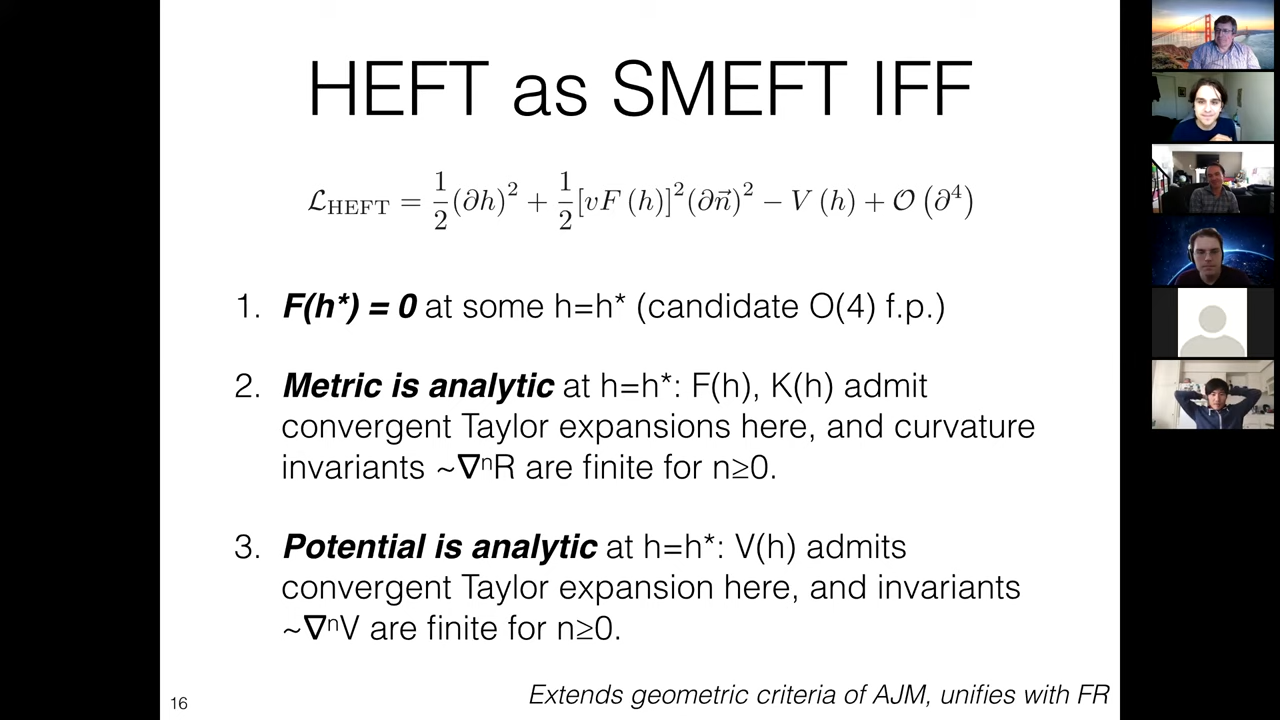 HEFT as SMEFT IFF
ℒ_HEFT = 1/2 (∂h)² + 1/2 [vF (h)]² (∂n⃗)² − V (h) + 𝒪 (∂⁴)
1. F(h*) = 0 at some h=h* (candidate O(4) f.p.)
2. Metric is analytic at h=h*: F(h), K(h) admit
convergent Taylor expansions here, and curvature
invariants ~∇ⁿR are finite for n≥0.
3. Potential is analytic at h=h*: V(h) admits
convergent Taylor expansion here, and invariants
~∇ⁿV are finite for n≥0.
Extends geometric criteria of AJM, unifies with FR
16